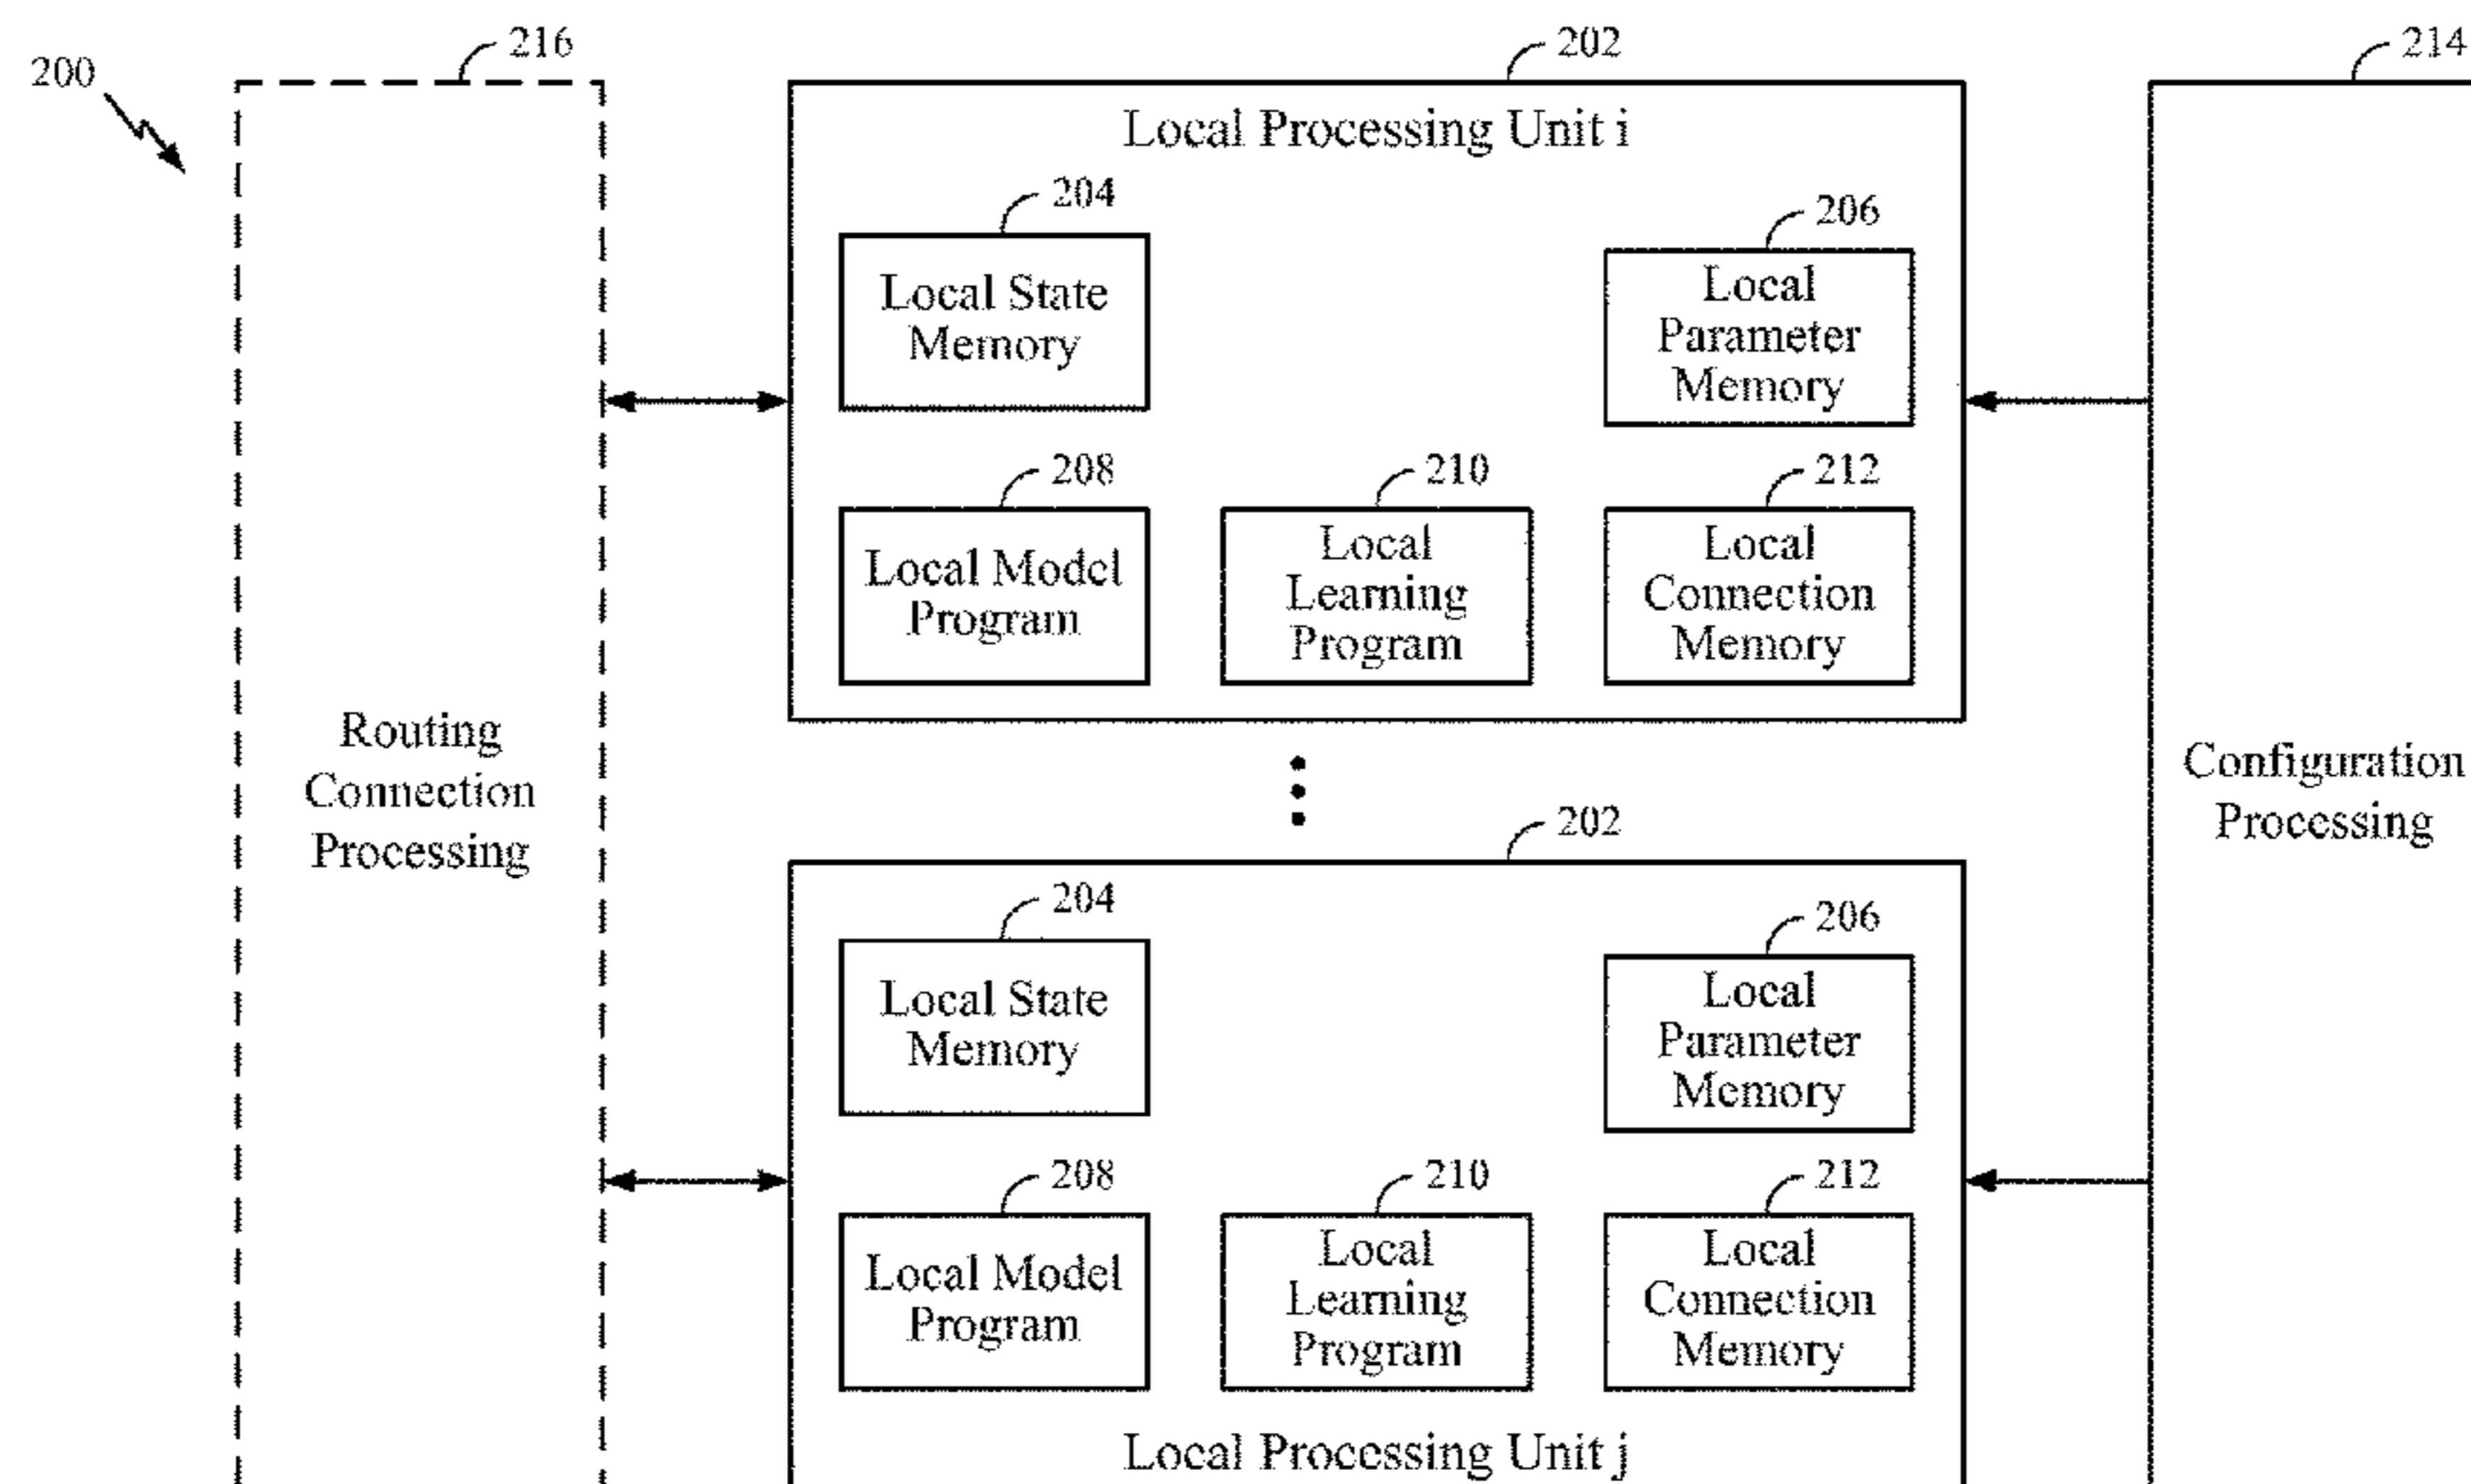 200
216
202
214
Local Processing Unit i
204
206
Local State
Memory
Local
Parameter
Memory
208
210
212
Local Model
Program
Local
Learning
Program
Local
Connection
Memory
Routing
Connection
Processing
Configuration
Processing
202
204
206
Local State
Memory
Local
Parameter
Memory
208
210
212
Local Model
Program
Local
Learning
Program
Local
Connection
Memory
Local Processing Unit j